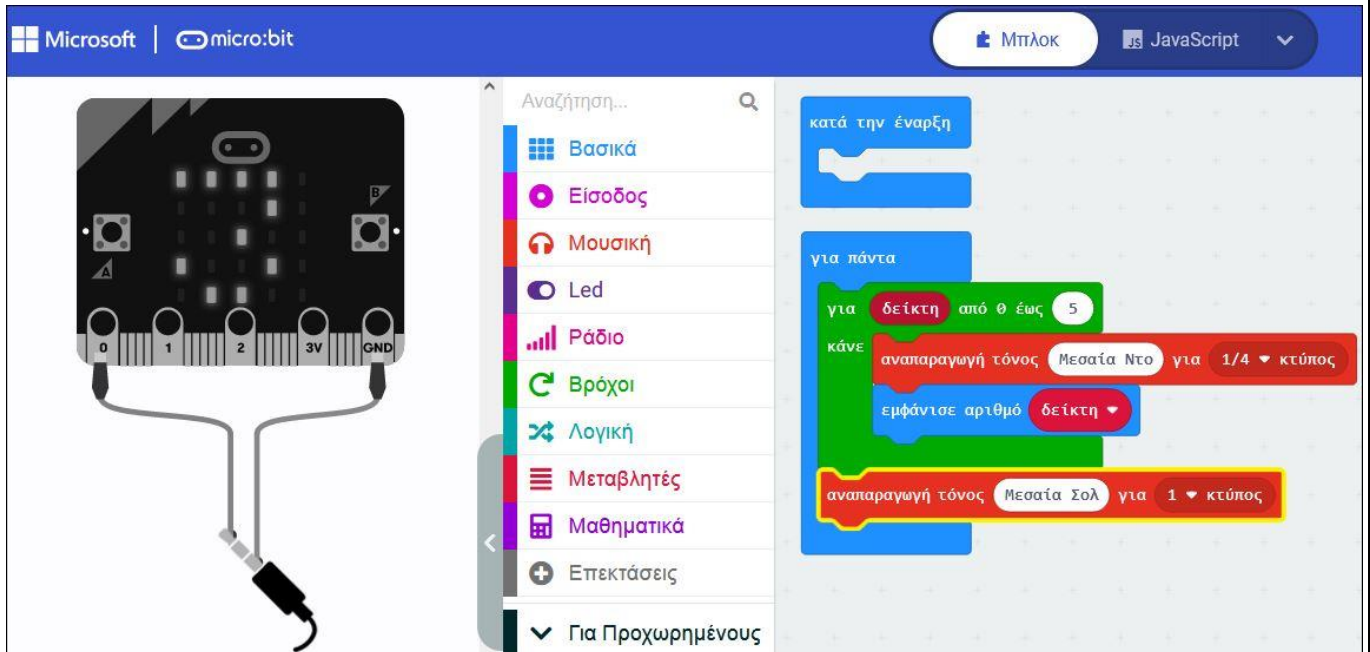 Microsoft micro:bit Μπλοκ JS JavaScript
Αναζήτηση...
Βασικά
Είσοδος
Μουσική
Led
Ράδιο
Βρόχοι
Λογική
Μεταβλητές
Μαθηματικά
Επεκτάσεις
Για Προχωρημένους
B
A
0 1 2 3V GND
κατά την έναρξη
για πάντα
για δείκτη από 0 έως 5
κάνε αναπαραγωγή τόνος Μεσαία Ντο για 1/4 κτύπος
εμφάνισε αριθμό δείκτη
αναπαραγωγή τόνος Μεσαία Σολ για 1 κτύπος